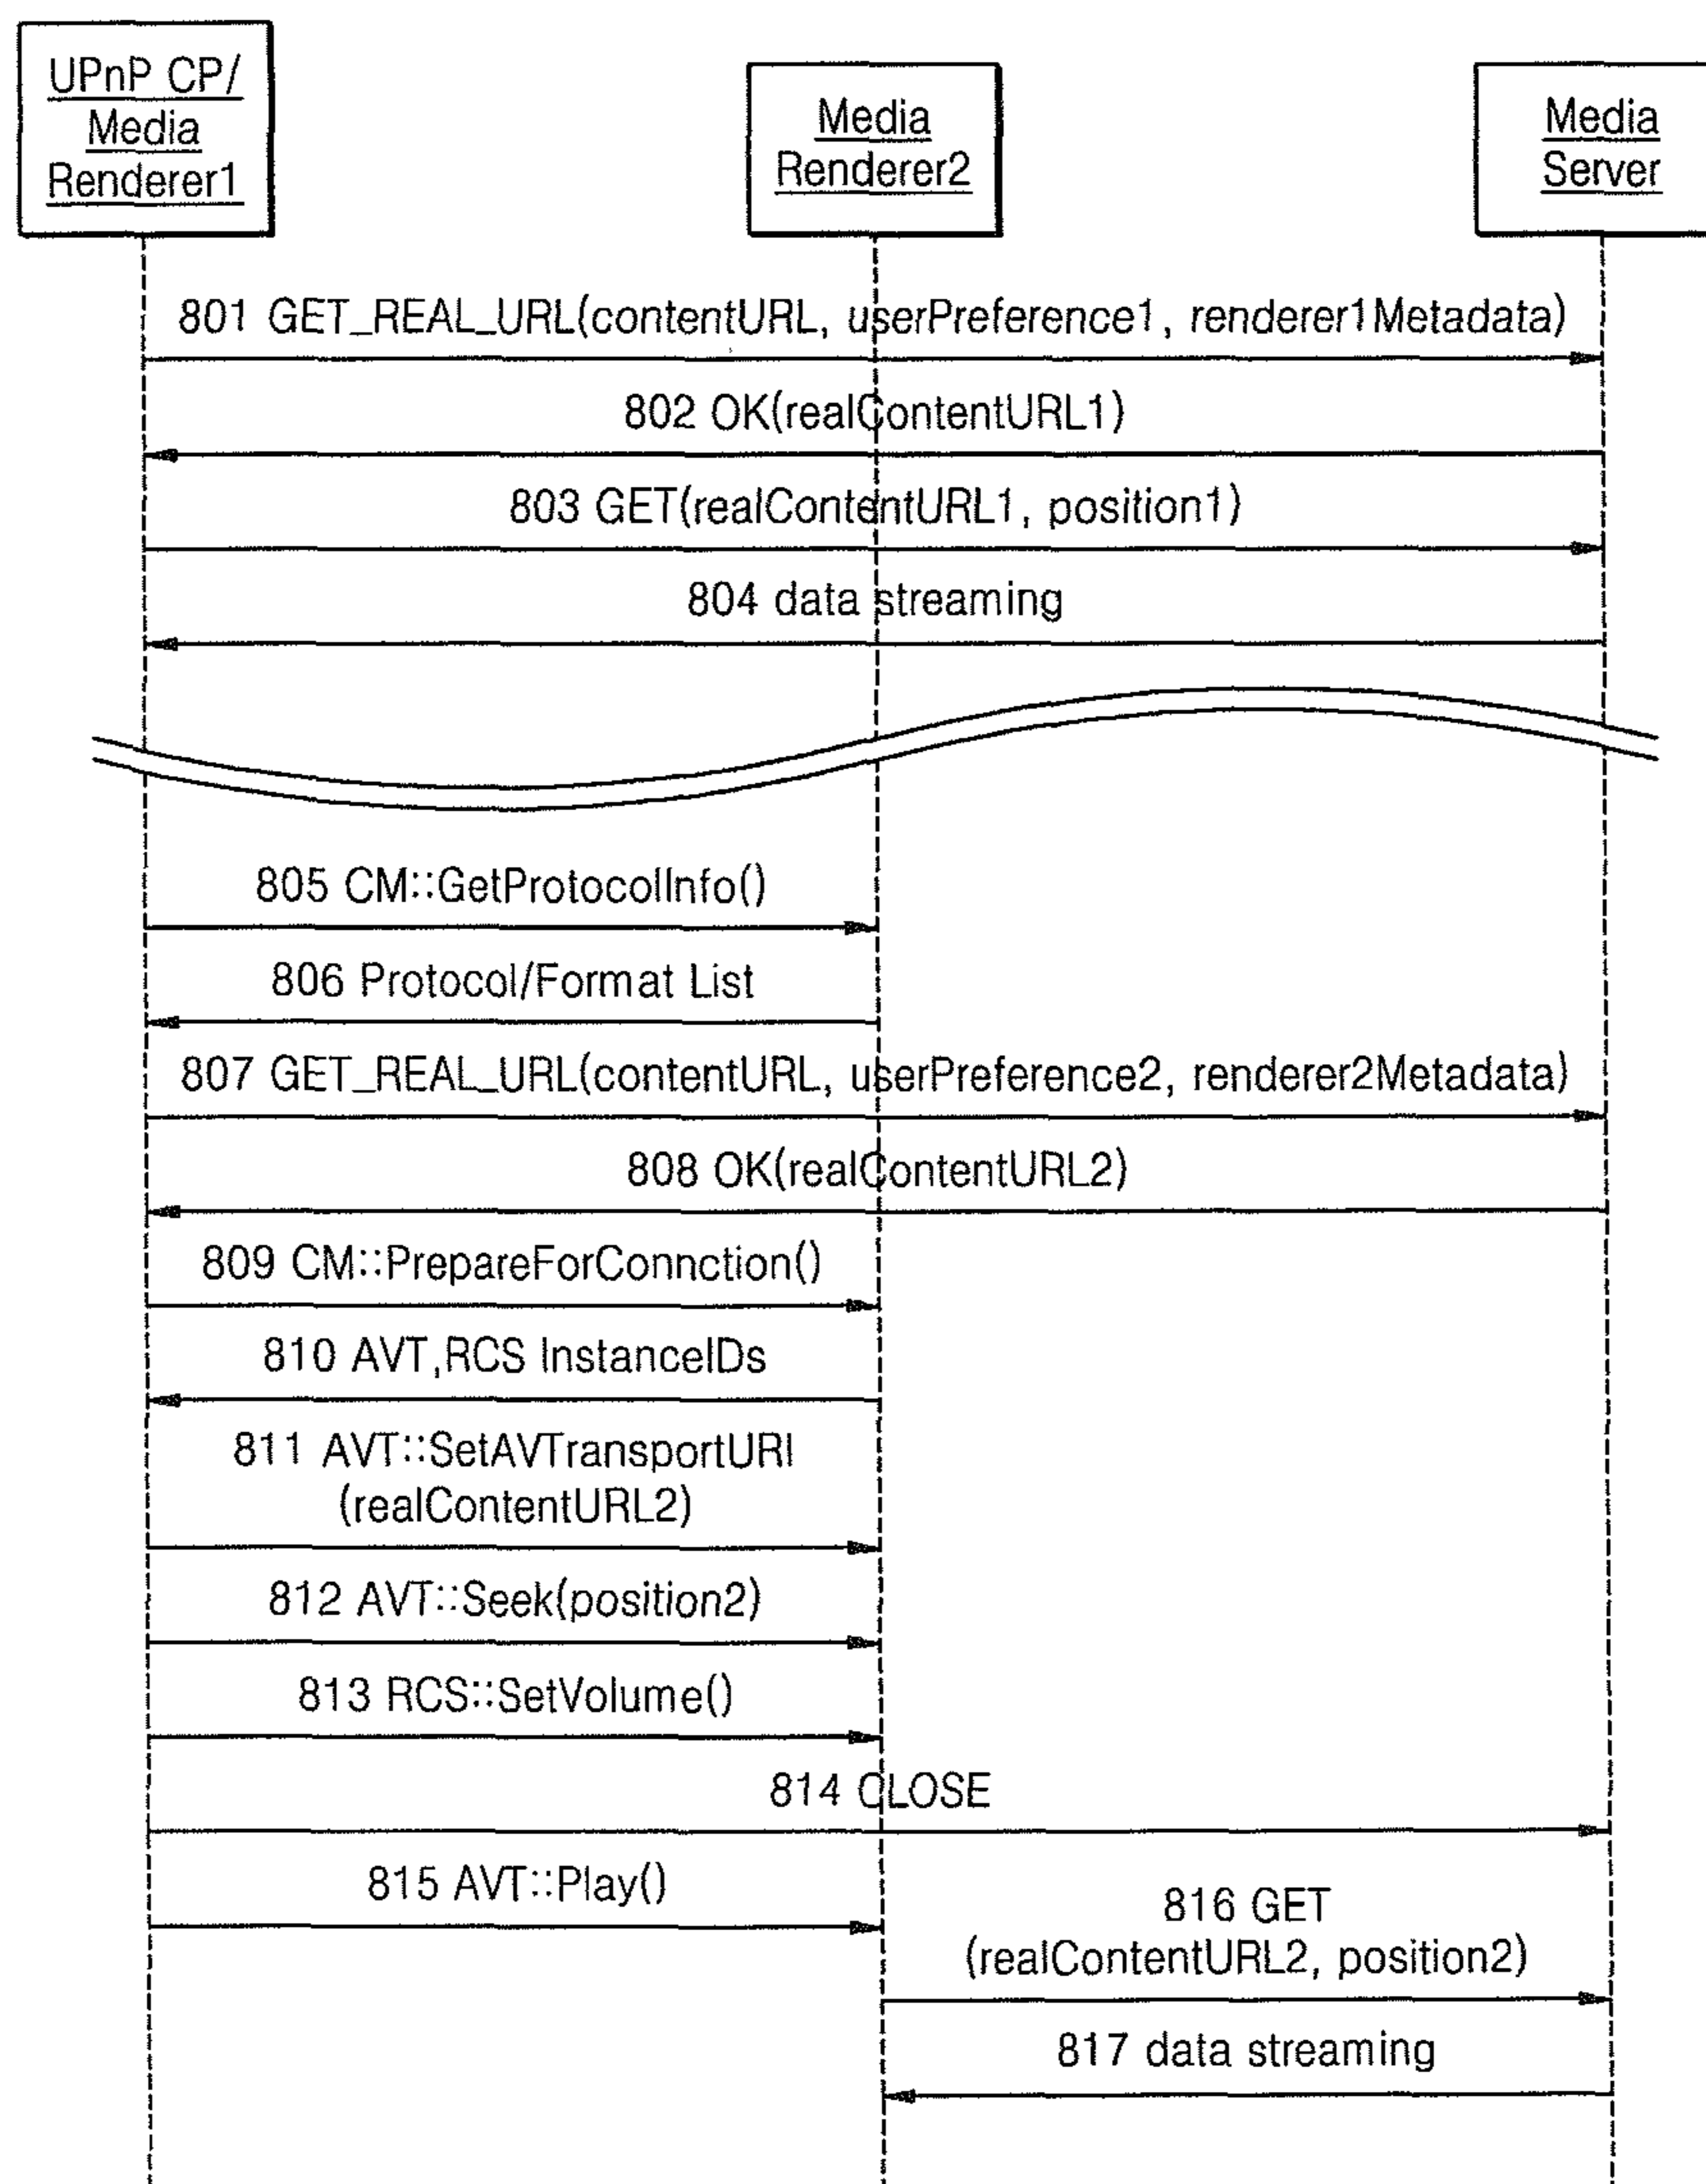 UPnP CP/
Media
Renderer1
Media
Renderer2
Media
Server
801 GET_REAL_URL(contentURL, userPreference1, renderer1Metadata)
802 OK(realContentURL1)
803 GET(realContentURL1, position1)
804 data streaming
805 CM::GetProtocolInfo()
806 Protocol/Format List
807 GET_REAL_URL(contentURL, userPreference2, renderer2Metadata)
808 OK(realContentURL2)
809 CM::PrepareForConnction()
810 AVT,RCS InstanceIDs
811 AVT::SetAVTransportURI
(realContentURL2)
812 AVT::Seek(position2)
813 RCS::SetVolume()
814 CLOSE
815 AVT::Play()
816 GET
(realContentURL2, position2)
817 data streaming